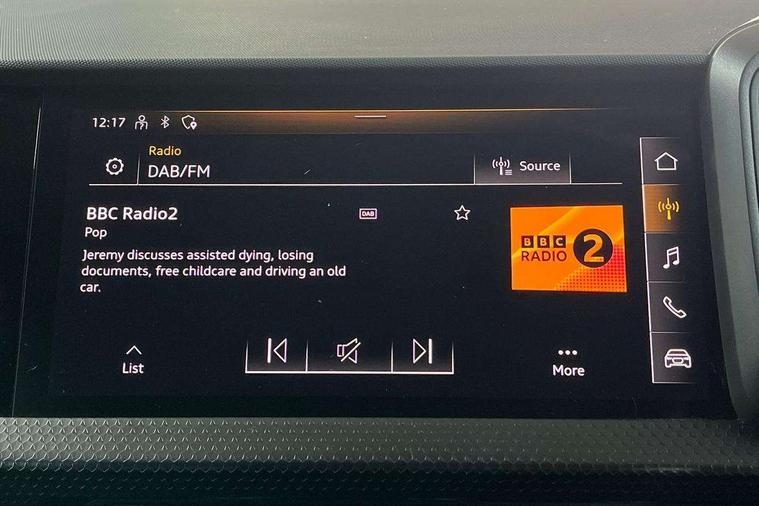 12:17
Radio
DAB/FM
Source
BBC Radio2
DAB
Pop
Jeremy discusses assisted dying, losing
documents, free childcare and driving an old
car.
BBC
RADIO 2
List
More